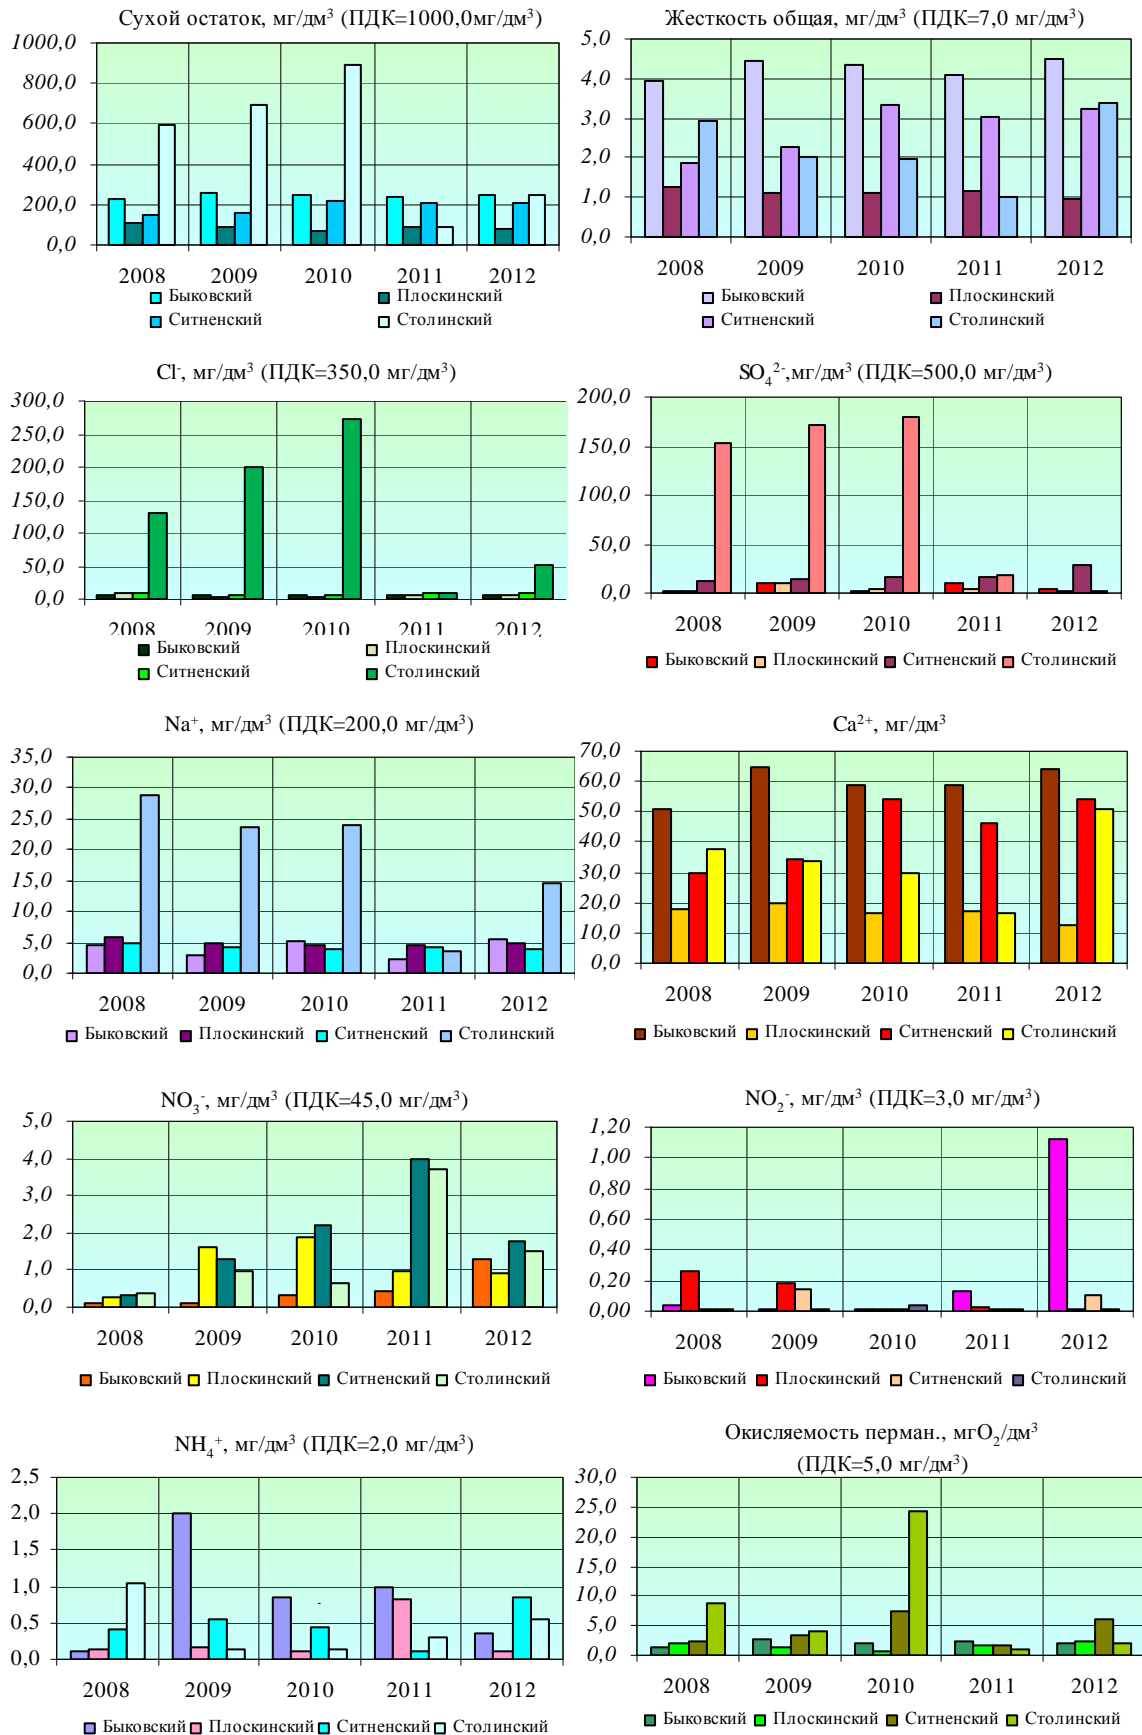 Сухой остаток, мг/дм³ (ПДК=1000,0мг/дм³)
1000,0
800,0
600,0
400,0
200,0
0,0
2008 2009 2010 2011 2012
Быковский Плоскинский
Ситненский Столинский
Жесткость общая, мг/дм³ (ПДК=7,0 мг/дм³)
5,0
4,0
3,0
2,0
1,0
0,0
2008 2009 2010 2011 2012
Быковский Плоскинский
Ситненский Столинский
Cl⁻, мг/дм³ (ПДК=350,0 мг/дм³)
300,0
250,0
200,0
150,0
100,0
50,0
0,0
2008 2009 2010 2011 2012
Быковский Плоскинский
Ситненский Столинский
SO₄²⁻,мг/дм³ (ПДК=500,0 мг/дм³)
200,0
150,0
100,0
50,0
0,0
2008 2009 2010 2011 2012
Быковский Плоскинский Ситненский Столинский
Na⁺, мг/дм³ (ПДК=200,0 мг/дм³)
35,0
30,0
25,0
20,0
15,0
10,0
5,0
0,0
2008 2009 2010 2011 2012
Быковский Плоскинский Ситненский Столинский
Ca²⁺, мг/дм³
70,0
60,0
50,0
40,0
30,0
20,0
10,0
0,0
2008 2009 2010 2011 2012
Быковский Плоскинский Ситненский Столинский
NO₃⁻, мг/дм³ (ПДК=45,0 мг/дм³)
5,0
4,0
3,0
2,0
1,0
0,0
2008 2009 2010 2011 2012
Быковский Плоскинский Ситненский Столинский
NO₂⁻, мг/дм³ (ПДК=3,0 мг/дм³)
1,20
1,00
0,80
0,60
0,40
0,20
0,00
2008 2009 2010 2011 2012
Быковский Плоскинский Ситненский Столинский
NH₄⁺, мг/дм³ (ПДК=2,0 мг/дм³)
2,5
2,0
1,5
1,0
0,5
0,0
2008 2009 2010 2011 2012
Быковский Плоскинский Ситненский Столинский
Окисляемость перман., мгО₂/дм³
(ПДК=5,0 мг/дм³)
30,0
25,0
20,0
15,0
10,0
5,0
0,0
2008 2009 2010 2011 2012
Быковский Плоскинский Ситненский Столинский